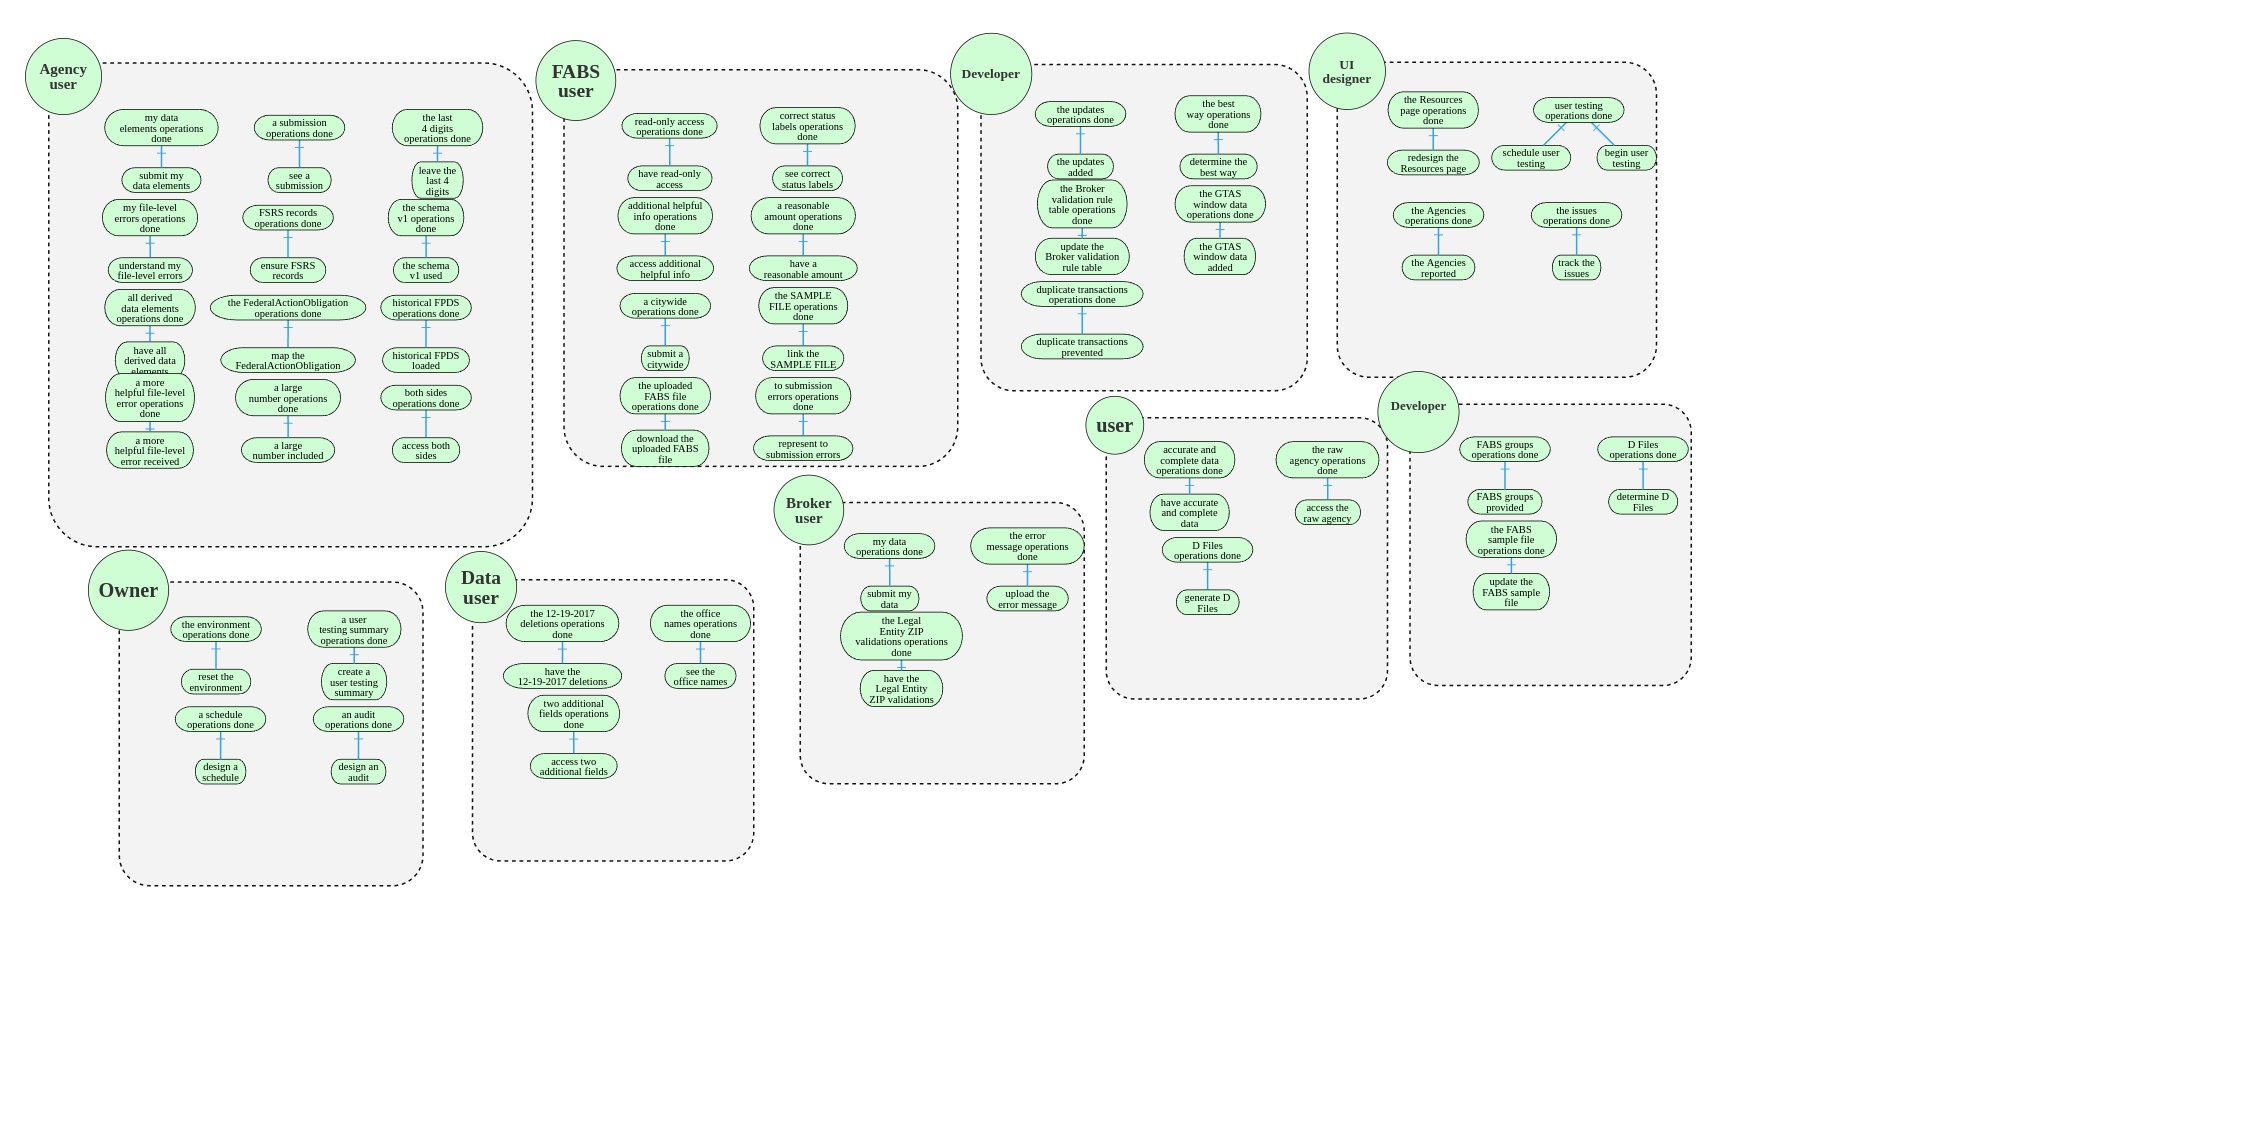 Agency
user
my data
elements operations
done
submit my
data elements
my file-level
errors operations
done
understand my
file-level errors
all derived
data elements
operations done
have all
derived data
elements
a more
helpful file-level
error operations
done
a more
helpful file-level
error received
a submission
operations done
see a
submission
FSRS records
operations done
ensure FSRS
records
the FederalActionObligation
operations done
map the
FederalActionObligation
a large
number operations
done
a large
number included
the last
4 digits
operations done
leave the
last 4
digits
the schema
v1 operations
done
the schema
v1 used
historical FPDS
operations done
historical FPDS
loaded
both sides
operations done
access both
sides
FABS
user
read-only access
operations done
have read-only
access
additional helpful
info operations
done
access additional
helpful info
a citywide
operations done
submit a
citywide
the uploaded
FABS file
operations done
download the
uploaded FABS
file
correct status
labels operations
done
see correct
status labels
a reasonable
amount operations
done
have a
reasonable amount
the SAMPLE
FILE operations
done
link the
SAMPLE FILE
to submission
errors operations
done
represent to
submission errors
Developer
the updates
operations done
the updates
added
the Broker
validation rule
table operations
done
update the
Broker validation
rule table
duplicate transactions
operations done
duplicate transactions
prevented
the best
way operations
done
determine the
best way
the GTAS
window data
operations done
the GTAS
window data
added
UI
designer
the Resources
page operations
done
redesign the
Resources page
user testing
operations done
schedule user
testing
begin user
testing
the Agencies
operations done
the Agencies
reported
the issues
operations done
track the
issues
user
accurate and
complete data
operations done
have accurate
and complete
data
D Files
operations done
generate D
Files
the raw
agency operations
done
access the
raw agency
Developer
FABS groups
operations done
FABS groups
provided
the FABS
sample file
operations done
update the
FABS sample
file
D Files
operations done
determine D
Files
Broker
user
my data
operations done
submit my
data
the Legal
Entity ZIP
validations operations
done
have the
Legal Entity
ZIP validations
the error
message operations
done
upload the
error message
Owner
the environment
operations done
reset the
environment
a schedule
operations done
design a
schedule
a user
testing summary
operations done
create a
user testing
summary
an audit
operations done
design an
audit
Data
user
the 12-19-2017
deletions operations
done
have the
12-19-2017 deletions
two additional
fields operations
done
access two
additional fields
the office
names operations
done
see the
office names